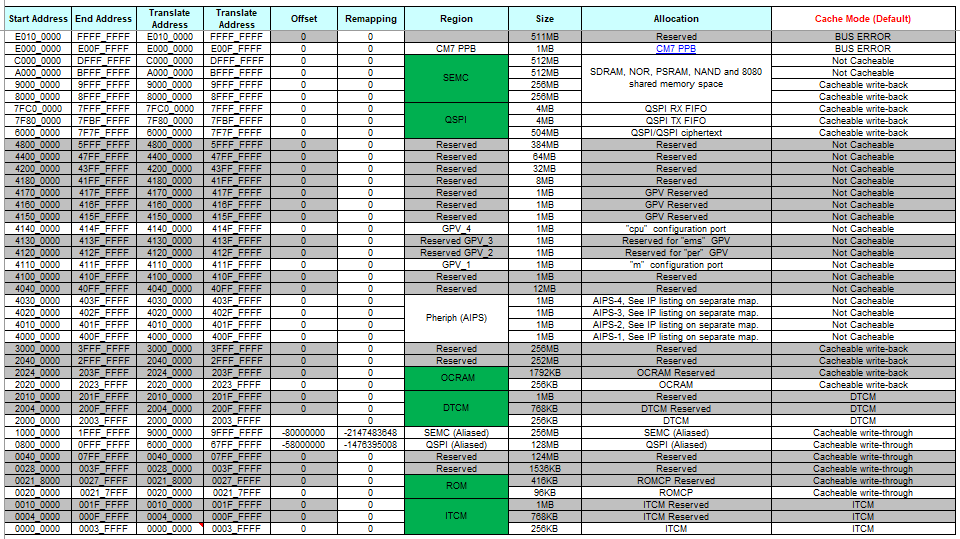 Start Address End Address Translate Address Translate Address Offset Remapping Region Size Allocation Cache Mode (Default)
E010_0000 FFFF_FFFF E010_0000 FFFF_FFFF 0 0 511MB Reserved BUS ERROR
E000_0000 E00F_FFFF E000_0000 E00F_FFFF 0 0 CM7 PPB 1MB CM7 PPB BUS ERROR
C000_0000 DFFF_FFFF C000_0000 DFFF_FFFF 0 0 SEMC 512MB SDRAM, NOR, PSRAM, NAND and 8080 shared memory space Not Cacheable
A000_0000 BFFF_FFFF A000_0000 BFFF_FFFF 0 0 512MB Not Cacheable
9000_0000 9FFF_FFFF 9000_0000 9FFF_FFFF 0 0 256MB Cacheable write-back
8000_0000 8FFF_FFFF 8000_0000 8FFF_FFFF 0 0 256MB Cacheable write-back
7FC0_0000 7FFF_FFFF 7FC0_0000 7FFF_FFFF 0 0 QSPI 4MB QSPI RX FIFO Cacheable write-back
7F80_0000 7FBF_FFFF 7F80_0000 7FBF_FFFF 0 0 4MB QSPI TX FIFO Cacheable write-back
6000_0000 7F7F_FFFF 6000_0000 7F7F_FFFF 0 0 504MB QSPI/QSPI ciphertext Cacheable write-back
4800_0000 5FFF_FFFF 4800_0000 5FFF_FFFF 0 0 Reserved 384MB Reserved Not Cacheable
4400_0000 47FF_FFFF 4400_0000 47FF_FFFF 0 0 Reserved 64MB Reserved Not Cacheable
4200_0000 43FF_FFFF 4200_0000 43FF_FFFF 0 0 Reserved 32MB Reserved Not Cacheable
4180_0000 41FF_FFFF 4180_0000 41FF_FFFF 0 0 Reserved 8MB Reserved Not Cacheable
4170_0000 417F_FFFF 4170_0000 417F_FFFF 0 0 Reserved 1MB GPV Reserved Not Cacheable
4160_0000 416F_FFFF 4160_0000 416F_FFFF 0 0 Reserved 1MB GPV Reserved Not Cacheable
4150_0000 415F_FFFF 4150_0000 415F_FFFF 0 0 Reserved 1MB GPV Reserved Not Cacheable
4140_0000 414F_FFFF 4140_0000 414F_FFFF 0 0 GPV_4 1MB "cpu" configuration port Not Cacheable
4130_0000 413F_FFFF 4130_0000 413F_FFFF 0 0 Reserved GPV_3 1MB Reserved for "ems" GPV Not Cacheable
4120_0000 412F_FFFF 4120_0000 412F_FFFF 0 0 Reserved GPV_2 1MB Reserved for "per" GPV Not Cacheable
4110_0000 411F_FFFF 4110_0000 411F_FFFF 0 0 GPV_1 1MB "m" configuration port Not Cacheable
4100_0000 410F_FFFF 4100_0000 410F_FFFF 0 0 Reserved 1MB Reserved Not Cacheable
4040_0000 40FF_FFFF 4040_0000 40FF_FFFF 0 0 Reserved 12MB Reserved Not Cacheable
4030_0000 403F_FFFF 4030_0000 403F_FFFF 0 0 Pheriph (AIPS) 1MB AIPS-4, See IP listing on separate map. Not Cacheable
4020_0000 402F_FFFF 4020_0000 402F_FFFF 0 0 1MB AIPS-3, See IP listing on separate map. Not Cacheable
4010_0000 401F_FFFF 4010_0000 401F_FFFF 0 0 1MB AIPS-2, See IP listing on separate map. Not Cacheable
4000_0000 400F_FFFF 4000_0000 400F_FFFF 0 0 1MB AIPS-1, See IP listing on separate map. Not Cacheable
3000_0000 3FFF_FFFF 3000_0000 3FFF_FFFF 0 0 Reserved 256MB Reserved Cacheable write-back
2040_0000 2FFF_FFFF 2040_0000 2FFF_FFFF 0 0 Reserved 252MB Reserved Cacheable write-back
2024_0000 203F_FFFF 2024_0000 203F_FFFF 0 0 OCRAM 1792KB OCRAM Reserved Cacheable write-back
2020_0000 2023_FFFF 2020_0000 2023_FFFF 0 0 256KB OCRAM Cacheable write-back
2010_0000 201F_FFFF 2010_0000 201F_FFFF 0 0 DTCM 1MB Reserved DTCM
2004_0000 200F_FFFF 2004_0000 200F_FFFF 0 0 768KB DTCM Reserved DTCM
2000_0000 2003_FFFF 2000_0000 2003_FFFF 0 256KB DTCM DTCM
1000_0000 1FFF_FFFF 9000_0000 9FFF_FFFF -80000000 -2147483648 SEMC (Aliased) 256MB SEMC (Aliased) Cacheable write-through
0800_0000 0FFF_FFFF 6000_0000 67FF_FFFF -58000000 -1476395008 QSPI (Aliased) 128MB QSPI (Aliased) Cacheable write-through
0040_0000 07FF_FFFF 0040_0000 07FF_FFFF 0 0 Reserved 124MB Reserved Cacheable write-through
0028_0000 003F_FFFF 0028_0000 003F_FFFF 0 0 Reserved 1536KB Reserved Cacheable write-through
0021_8000 0027_FFFF 0021_8000 0027_FFFF 0 0 ROM 416KB ROMCP Reserved Cacheable write-through
0020_0000 0021_7FFF 0020_0000 0021_7FFF 0 0 96KB ROMCP Cacheable write-through
0010_0000 001F_FFFF 0010_0000 001F_FFFF 0 0 ITCM 1MB ITCM Reserved ITCM
0004_0000 000F_FFFF 0004_0000 000F_FFFF 0 0 768KB ITCM Reserved ITCM
0000_0000 0003_FFFF 0000_0000 0003_FFFF 0 0 256KB ITCM ITCM